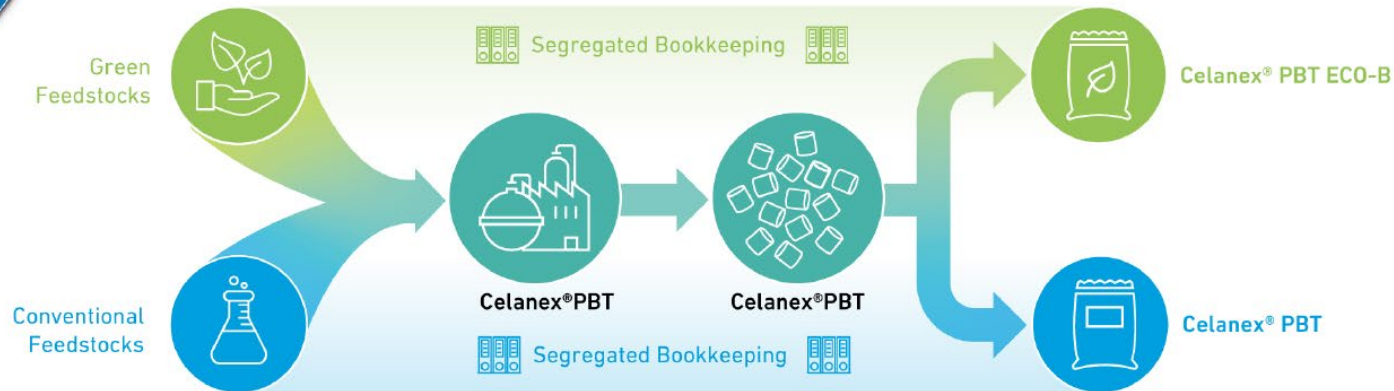 Segregated Bookkeeping
Green
Feedstocks
Celanex® PBT ECO-B
Celanex®PBT
Celanex®PBT
Conventional
Feedstocks
Celanex® PBT
Segregated Bookkeeping